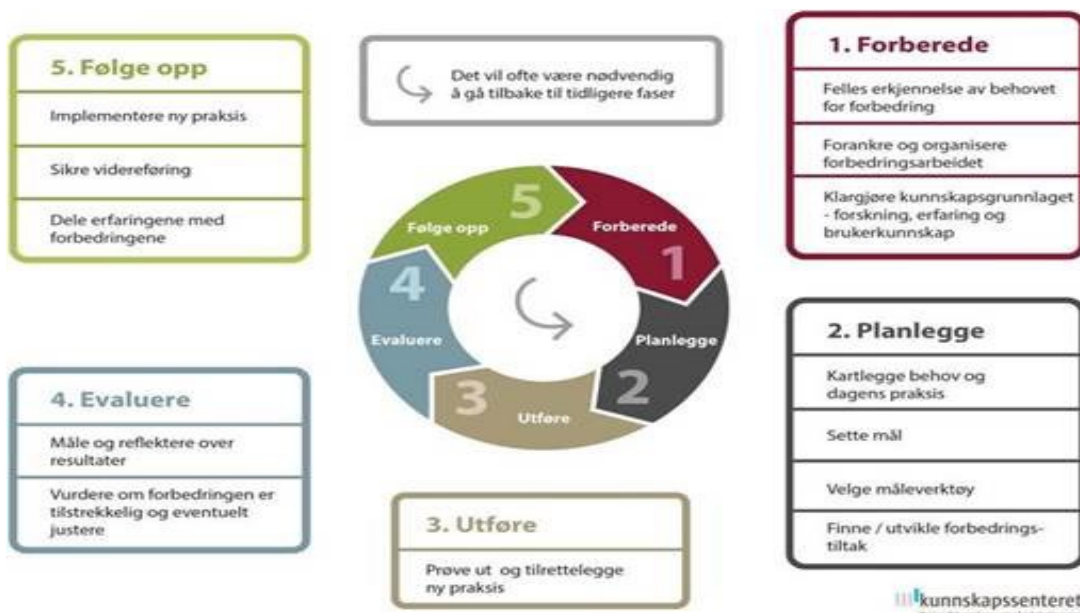 Det vil ofte være nødvendig
å gå tilbake til tidligere faser
1. Forberede
Felles erkjennelse av behovet
for forbedring
Forankre og organisere
forbedringsarbeidet
Klargjøre kunnskapsgrunnlaget
- forskning, erfaring og
brukerkunnskap
2. Planlegge
Kartlegge behov og
dagens praksis
Sette mål
Velge måleverktøy
Finne / utvikle forbedrings-
tiltak
3. Utføre
Prøve ut og tilrettelegge
ny praksis
4. Evaluere
Måle og reflektere over
resultater
Vurdere om forbedringen er
tilstrekkelig og eventuelt
justere
5. Følge opp
Implementere ny praksis
Sikre videreføring
Dele erfaringene med
forbedringene
1
Forberede
2
Planlegge
3
Utføre
4
Evaluere
5
Følge opp
kunnskapssenteret